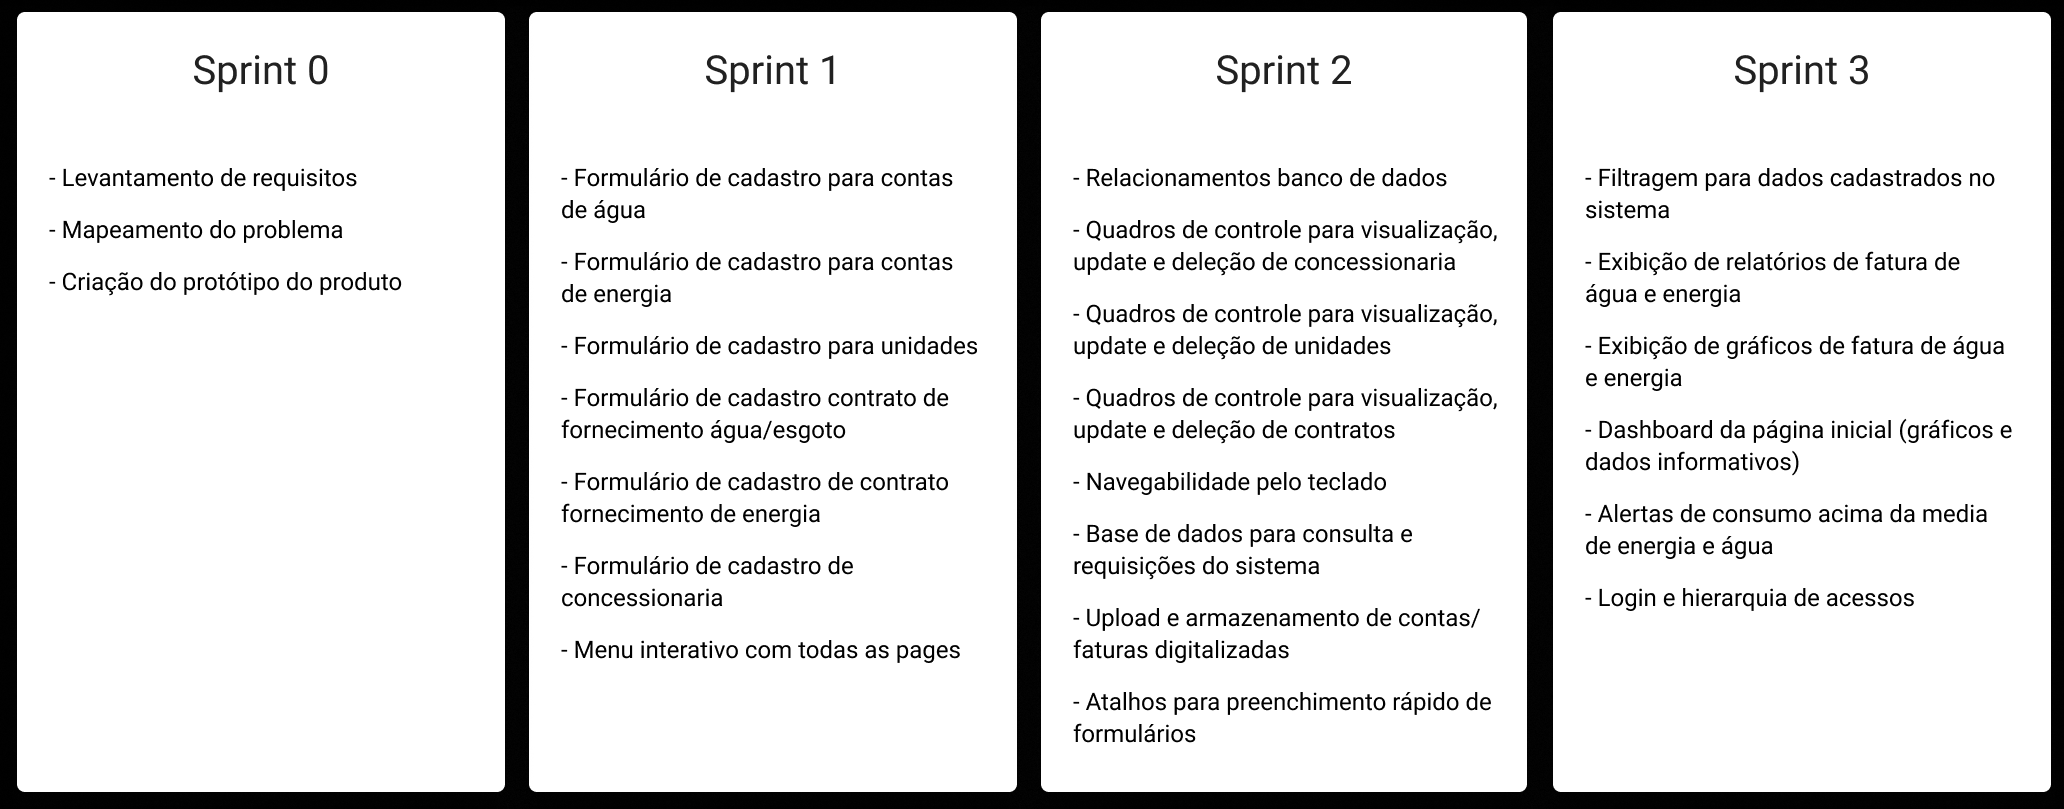 Sprint 0
- Levantamento de requisitos
- Mapeamento do problema
- Criação do protótipo do produto
Sprint 1
- Formulário de cadastro para contas
de água
- Formulário de cadastro para contas
de energia
- Formulário de cadastro para unidades
- Formulário de cadastro contrato de
fornecimento água/esgoto
- Formulário de cadastro de contrato
fornecimento de energia
- Formulário de cadastro de
concessionaria
- Menu interativo com todas as pages
Sprint 2
- Relacionamentos banco de dados
- Quadros de controle para visualização,
update e deleção de concessionaria
- Quadros de controle para visualização,
update e deleção de unidades
- Quadros de controle para visualização,
update e deleção de contratos
- Navegabilidade pelo teclado
- Base de dados para consulta e
requisições do sistema
- Upload e armazenamento de contas/
faturas digitalizadas
- Atalhos para preenchimento rápido de
formulários
Sprint 3
- Filtragem para dados cadastrados no
sistema
- Exibição de relatórios de fatura de
água e energia
- Exibição de gráficos de fatura de água
e energia
- Dashboard da página inicial (gráficos e
dados informativos)
- Alertas de consumo acima da media
de energia e água
- Login e hierarquia de acessos